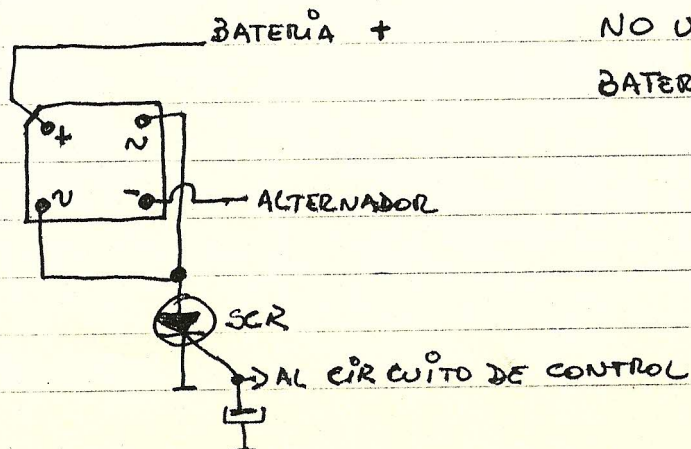 BATERIA +
NO
BATER
+
~
~
-
ALTERNADOR
SCR
AL CIRCUITO DE CONTROL